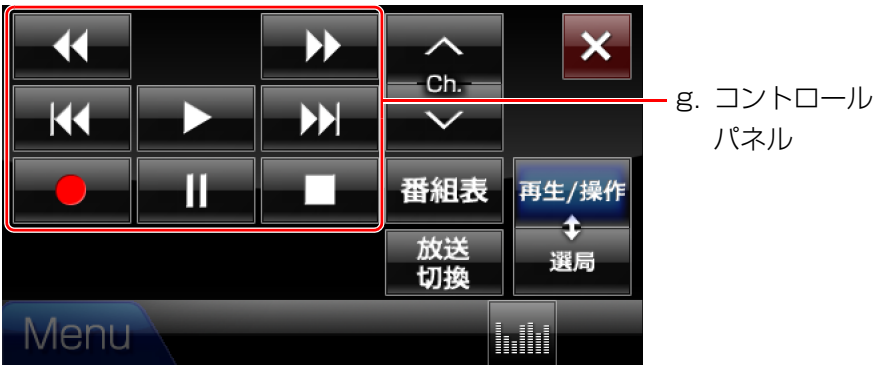 Ch.
g. コントロール
パネル
番組表
再生/操作
放送
切換
選局
Menu